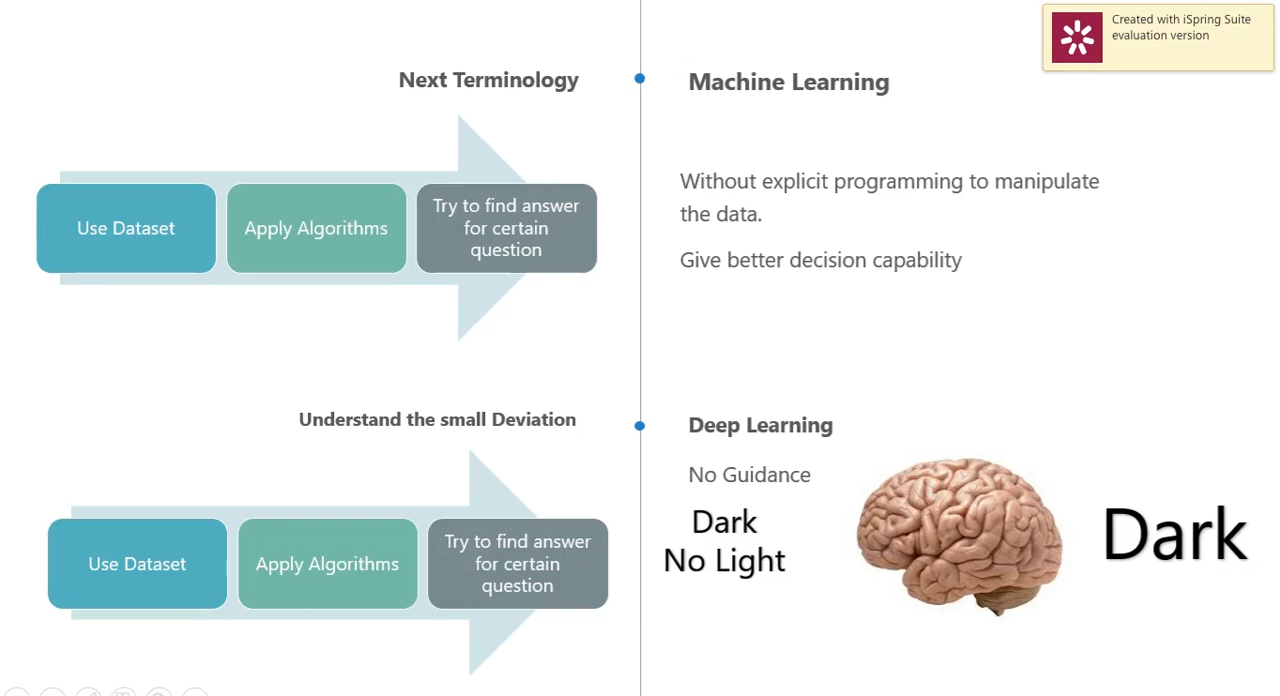 Created with iSpring Suite
evaluation version
Next Terminology
Machine Learning
Use Dataset
Apply Algorithms
Try to find answer
for certain
question
Without explicit programming to manipulate
the data.
Give better decision capability
Understand the small Deviation
Deep Learning
Use Dataset
Apply Algorithms
Try to find answer
for certain
question
No Guidance
Dark
No Light
Dark